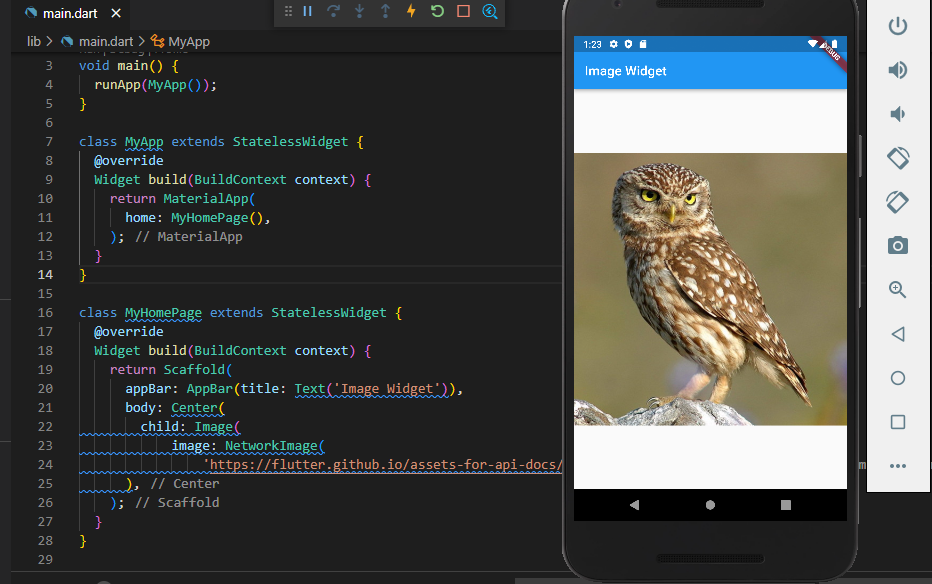 main.dart
lib > main.dart > MyApp
3 void main() {
4 runApp(MyApp());
5 }
6
7 class MyApp extends StatelessWidget {
8 @override
9 Widget build(BuildContext context) {
10 return MaterialApp(
11 home: MyHomePage(),
12 ); // MaterialApp
13 }
14 }
15
16 class MyHomePage extends StatelessWidget {
17 @override
18 Widget build(BuildContext context) {
19 return Scaffold(
20 appBar: AppBar(title: Text('Image Widget')),
21 body: Center(
22 child: Image(
23 image: NetworkImage(
24 'https://flutter.github.io/assets-for-api-docs/
25 ), // Center
26 ); // Scaffold
27 }
28 }
29
1:23
DEBUG
Image Widget